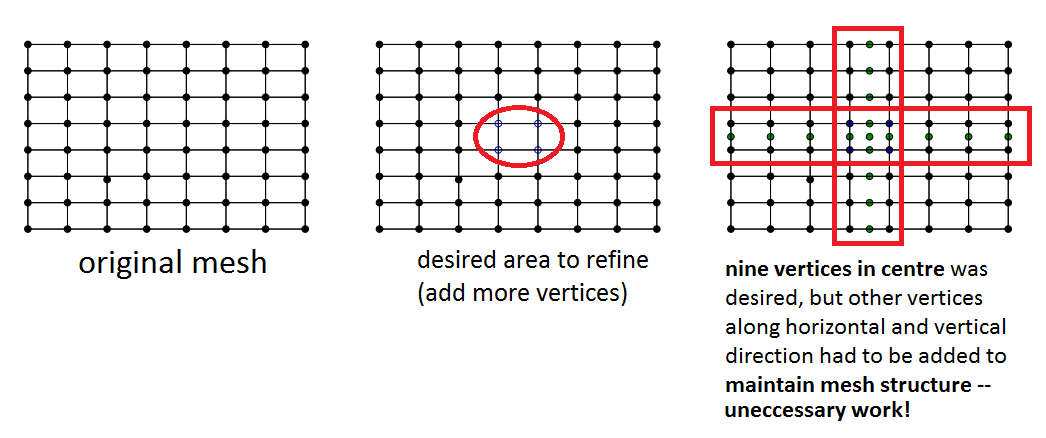 original mesh
desired area to refine
(add more vertices)
nine vertices in centre was
desired, but other vertices
along horizontal and vertical
direction had to be added to
maintain mesh structure --
uneccessary work!